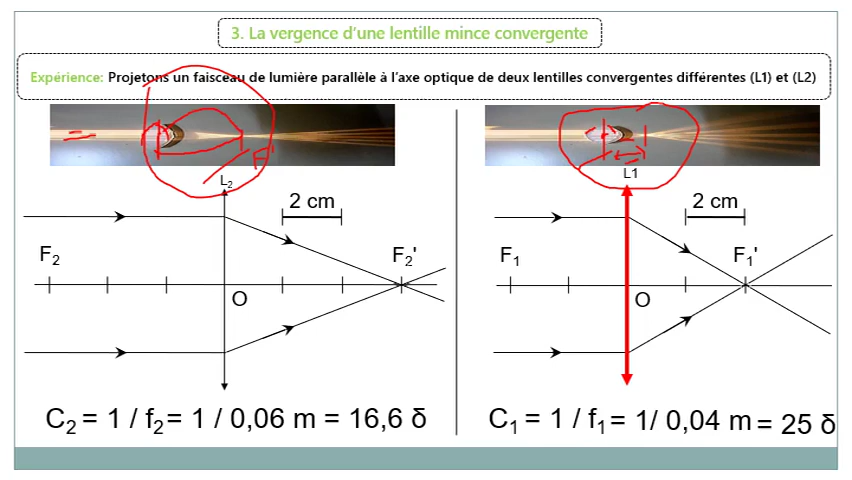 3. La vergence d'une lentille mince convergente
Expérience: Projetons un faisceau de lumière parallèle à l'axe optique de deux lentilles convergentes différentes (L1) et (L2)
F
L₂
2 cm
F₂
F₂'
O
C₂ = 1 / f₂ = 1 / 0,06 m = 16,6 δ
L1
2 cm
F₁
F₁'
O
C₁ = 1 / f₁ = 1/ 0,04 m = 25 δ